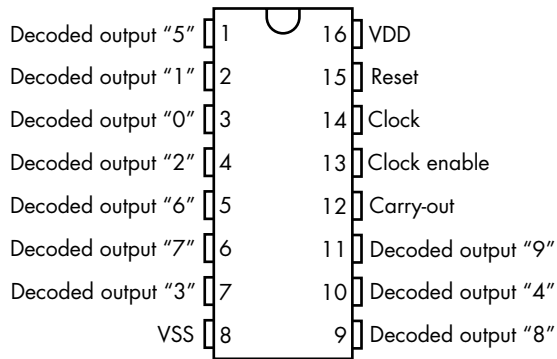 Decoded output “5” 1 16 VDD
Decoded output “1” 2 15 Reset
Decoded output “0” 3 14 Clock
Decoded output “2” 4 13 Clock enable
Decoded output “6” 5 12 Carry-out
Decoded output “7” 6 11 Decoded output “9”
Decoded output “3” 7 10 Decoded output “4”
VSS 8 9 Decoded output “8”